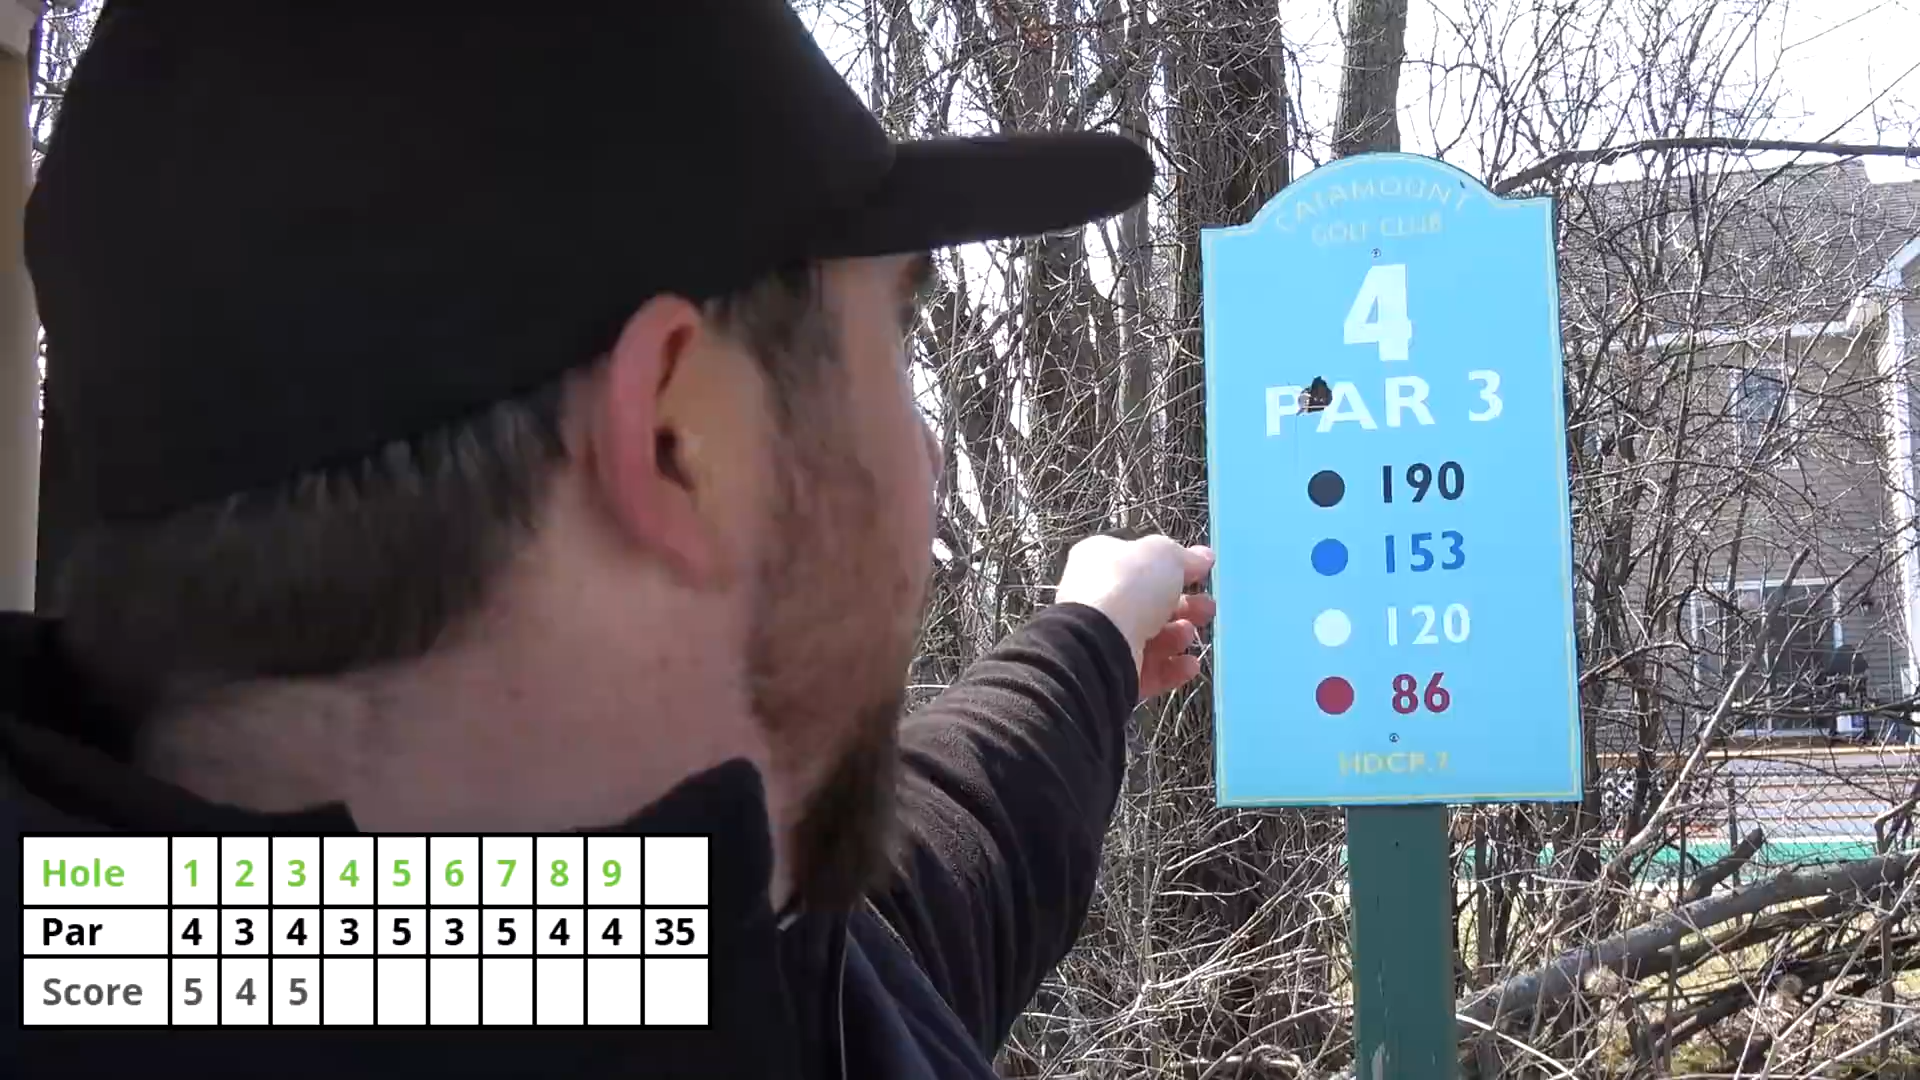 CATAMOUNT
GOLF CLUB
4
PAR 3
190
153
120
86
HDCP.7
Hole 1 2 3 4 5 6 7 8 9
Par 4 3 4 3 5 3 5 4 4 35
Score 5 4 5